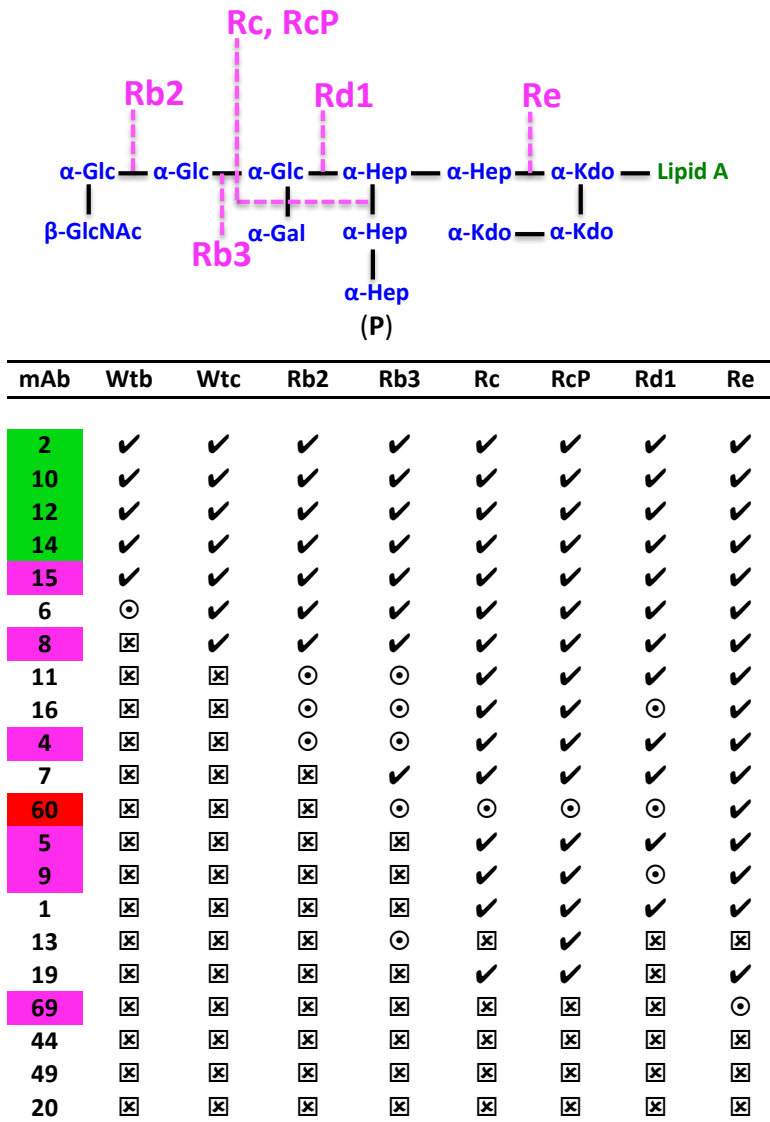 Rc, RcP
Rb2 Rd1 Re
α-Glc α-Glc α-Glc α-Hep α-Hep α-Kdo Lipid A
β-GlcNAc α-Gal α-Hep α-Kdo α-Kdo
Rb3
α-Hep
(P)
mAb Wtb Wtc Rb2 Rb3 Rc RcP Rd1 Re
2 ✔ ✔ ✔ ✔ ✔ ✔ ✔ ✔
10 ✔ ✔ ✔ ✔ ✔ ✔ ✔ ✔
12 ✔ ✔ ✔ ✔ ✔ ✔ ✔ ✔
14 ✔ ✔ ✔ ✔ ✔ ✔ ✔ ✔
15 ✔ ✔ ✔ ✔ ✔ ✔ ✔ ✔
6 ☉ ✔ ✔ ✔ ✔ ✔ ✔ ✔
8 ☒ ✔ ✔ ✔ ✔ ✔ ✔ ✔
11 ☒ ☒ ☉ ☉ ✔ ✔ ✔ ✔
16 ☒ ☒ ☉ ☉ ✔ ✔ ☉ ✔
4 ☒ ☒ ☉ ☉ ✔ ✔ ✔ ✔
7 ☒ ☒ ☒ ✔ ✔ ✔ ✔ ✔
60 ☒ ☒ ☒ ☉ ☉ ☉ ☉ ✔
5 ☒ ☒ ☒ ☒ ✔ ✔ ✔ ✔
9 ☒ ☒ ☒ ☒ ✔ ✔ ☉ ✔
1 ☒ ☒ ☒ ☒ ✔ ✔ ✔ ✔
13 ☒ ☒ ☒ ☉ ☒ ✔ ☒ ☒
19 ☒ ☒ ☒ ☒ ✔ ✔ ☒ ✔
69 ☒ ☒ ☒ ☒ ☒ ☒ ☒ ☉
44 ☒ ☒ ☒ ☒ ☒ ☒ ☒ ☒
49 ☒ ☒ ☒ ☒ ☒ ☒ ☒ ☒
20 ☒ ☒ ☒ ☒ ☒ ☒ ☒ ☒